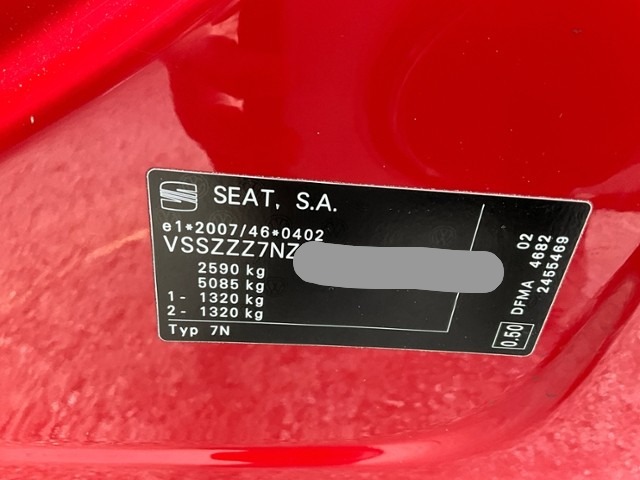 SEAT, S.A.
e1*2007/46*0402
VSSZZZ7NZ
2590 kg
5085 kg
1 - 1320 kg
2 - 1320 kg
Typ 7N
0.50 DFMA 4682 02
2455469